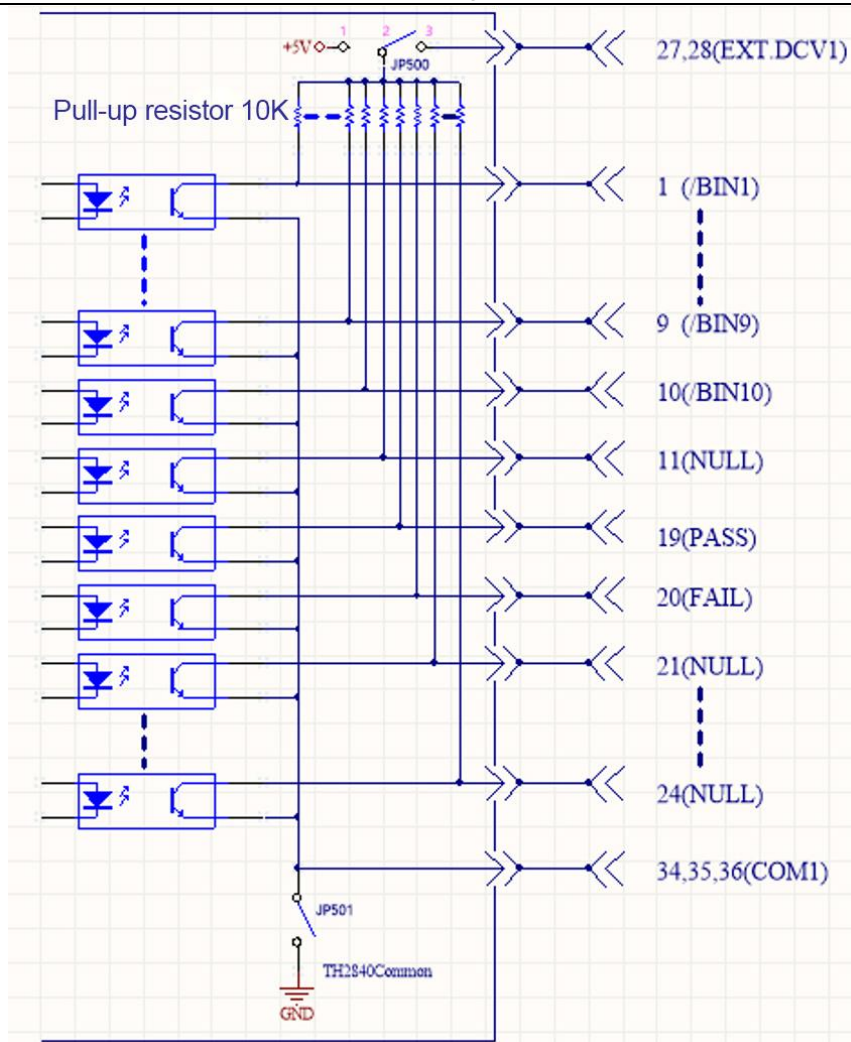 1 2 3
+5V
27,28(EXT.DCV1)
JP500
Pull-up resistor 10K
1 (/BIN1)
9 (/BIN9)
10(/BIN10)
11(NULL)
19(PASS)
20(FAIL)
21(NULL)
24(NULL)
34,35,36(COM1)
JP501
TH2840Common
GND